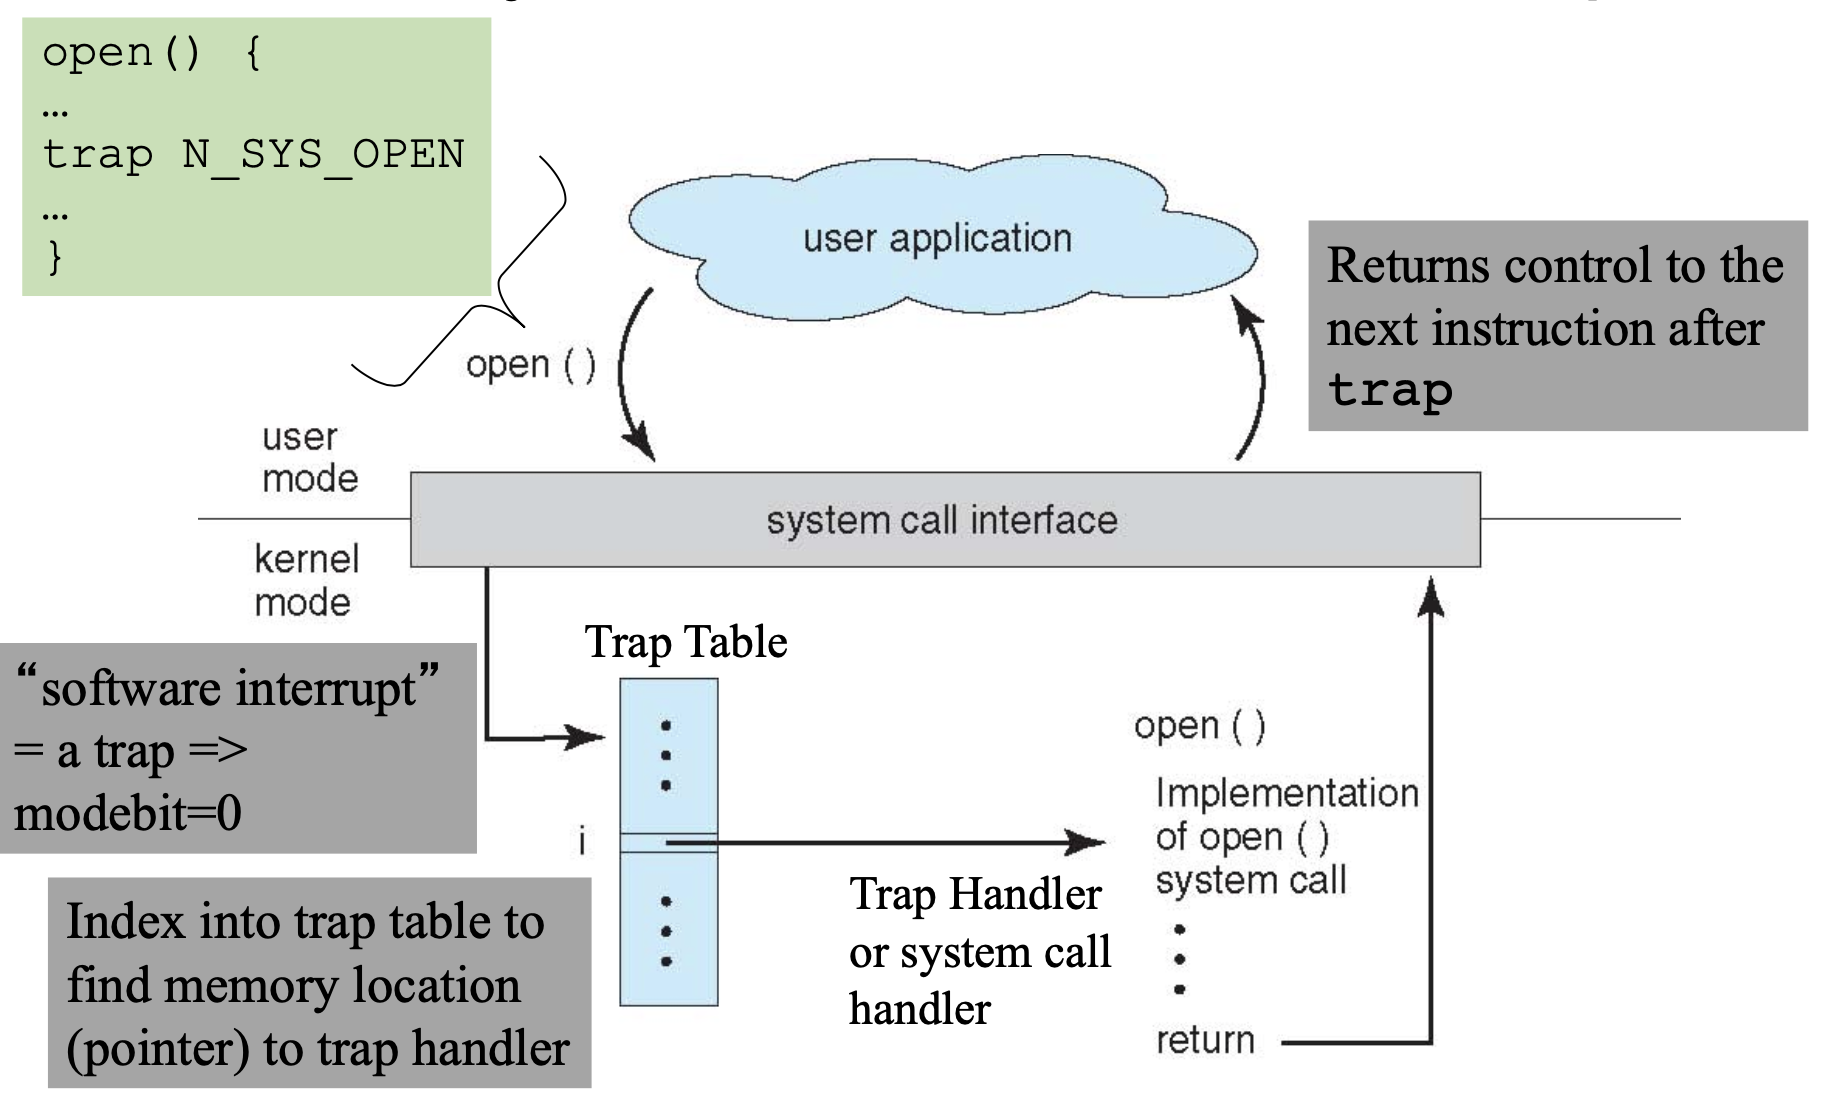 open() {
…
trap N_SYS_OPEN
…
}
user application
Returns control to the
next instruction after
trap
open ( )
user
mode
system call interface
kernel
mode
Trap Table
“software interrupt”
= a trap =>
modebit=0
i
open ( )
Implementation
of open ( )
system call
Trap Handler
or system call
handler
Index into trap table to
find memory location
(pointer) to trap handler
return